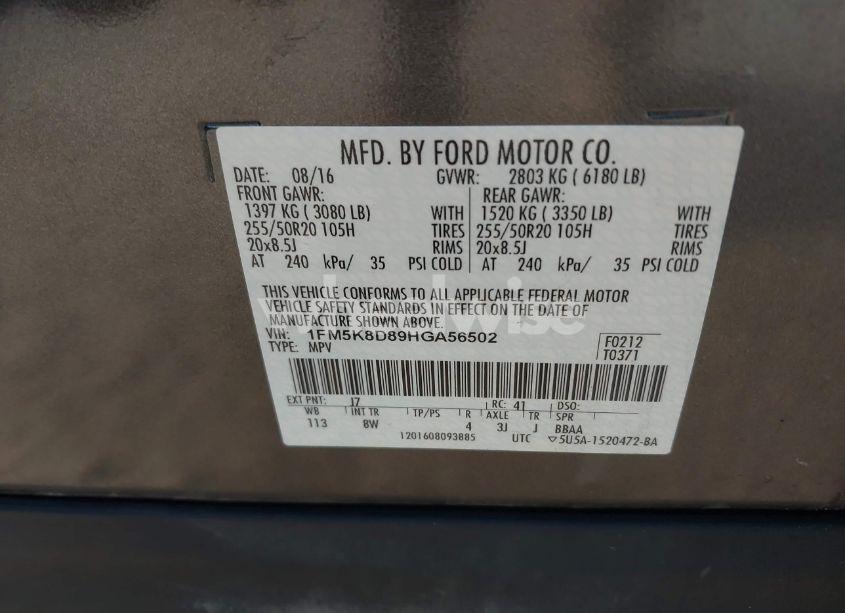 MFD. BY FORD MOTOR CO.
DATE: 08/16 GVWR: 2803 KG ( 6180 LB)
FRONT GAWR: REAR GAWR:
1397 KG ( 3080 LB) WITH 1520 KG ( 3350 LB) WITH
255/50R20 105H TIRES 255/50R20 105H TIRES
20x8.5J RIMS 20x8.5J RIMS
AT 240 kPa/ 35 PSI COLD AT 240 kPa/ 35 PSI COLD
THIS VEHICLE CONFORMS TO ALL APPLICABLE FEDERAL MOTOR
VEHICLE SAFETY STANDARDS IN EFFECT ON THE DATE OF
MANUFACTURE SHOWN ABOVE.
VIN: 1FM5K8D89HGA56502 F0212
TYPE: MPV T0371
EXT PNT: J7 RC: 41 DSO:
WB INT TR TP/PS R AXLE TR SPR
113 BW 4 3J J BBAA
1201608093885 UTC ▽5U5A-1520472-BA